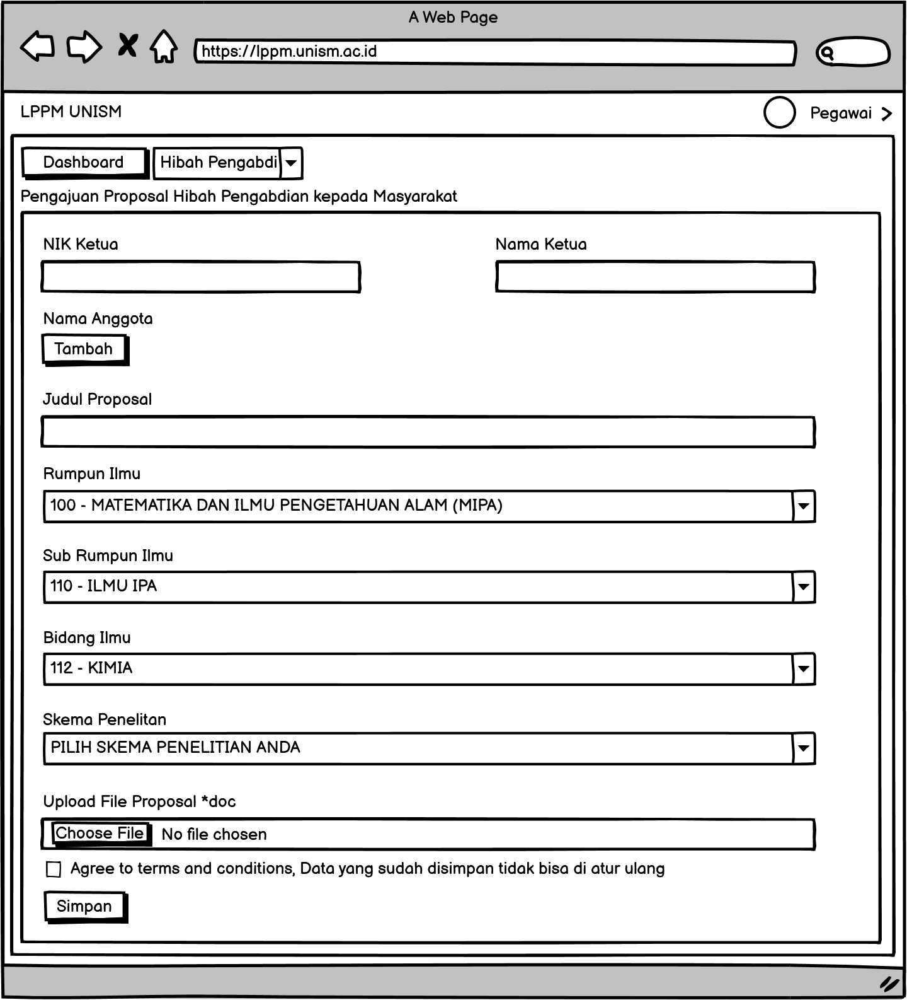 A Web Page
https://lppm.unism.ac.id
LPPM UNISM
Pegawai
Dashboard
Hibah Pengabdi
Pengajuan Proposal Hibah Pengabdian kepada Masyarakat
NIK Ketua
Nama Ketua
Nama Anggota
Tambah
Judul Proposal
Rumpun Ilmu
100 - MATEMATIKA DAN ILMU PENGETAHUAN ALAM (MIPA)
Sub Rumpun Ilmu
110 - ILMU IPA
Bidang Ilmu
112 - KIMIA
Skema Penelitan
PILIH SKEMA PENELITIAN ANDA
Upload File Proposal *doc
Choose File No file chosen
Agree to terms and conditions, Data yang sudah disimpan tidak bisa di atur ulang
Simpan